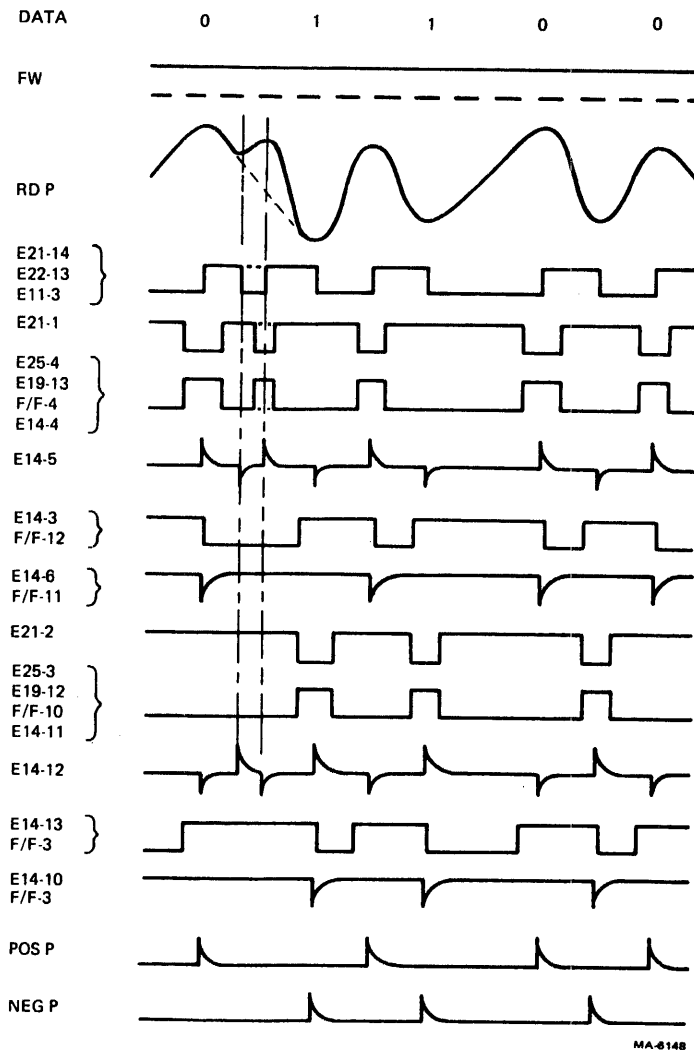 DATA 0 1 1 0 0
FW
RD P
E21-14
E22-13
E11-3
E21-1
E25-4
E19-13
F/F-4
E14-4
E14-5
E14-3
F/F-12
E14-6
F/F-11
E21-2
E25-3
E19-12
F/F-10
E14-11
E14-12
E14-13
F/F-3
E14-10
F/F-3
POS P
NEG P
MA-6148